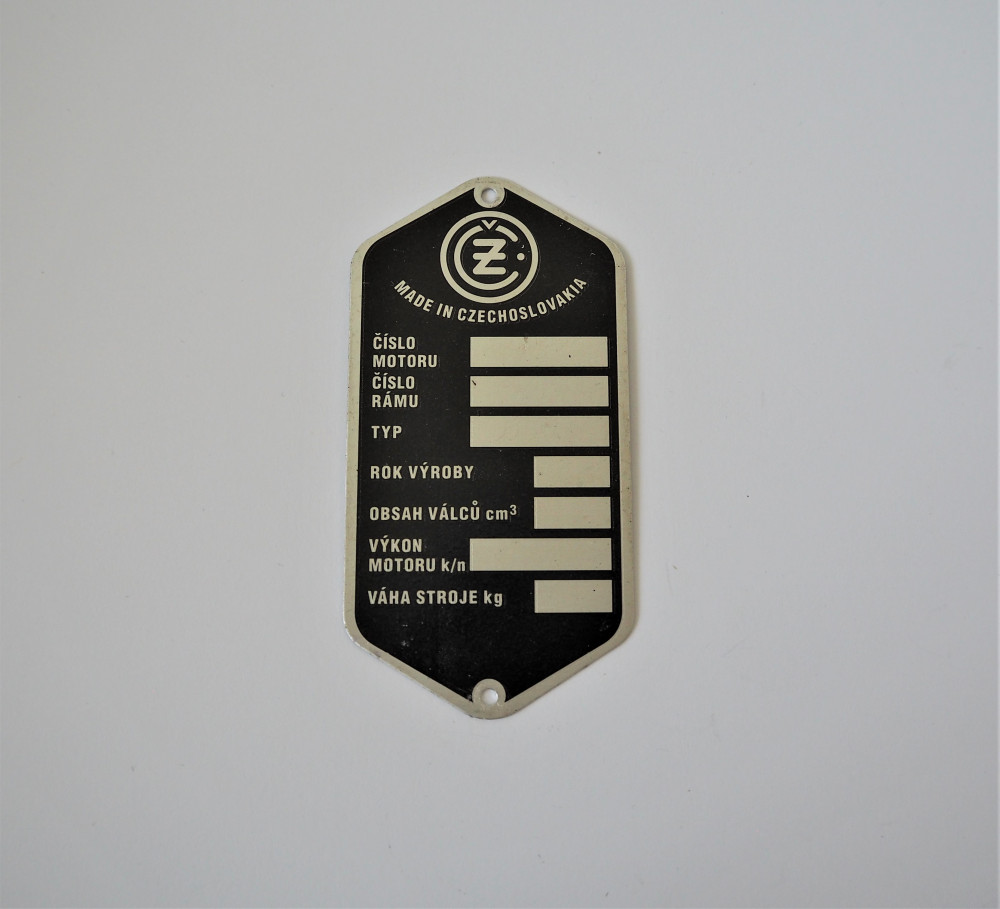 ČZ
MADE IN CZECHOSLOVAKIA
ČÍSLO
MOTORU
ČÍSLO
RÁMU
TYP
ROK VÝROBY
OBSAH VÁLCŮ cm³
VÝKON
MOTORU k/n
VÁHA STROJE kg